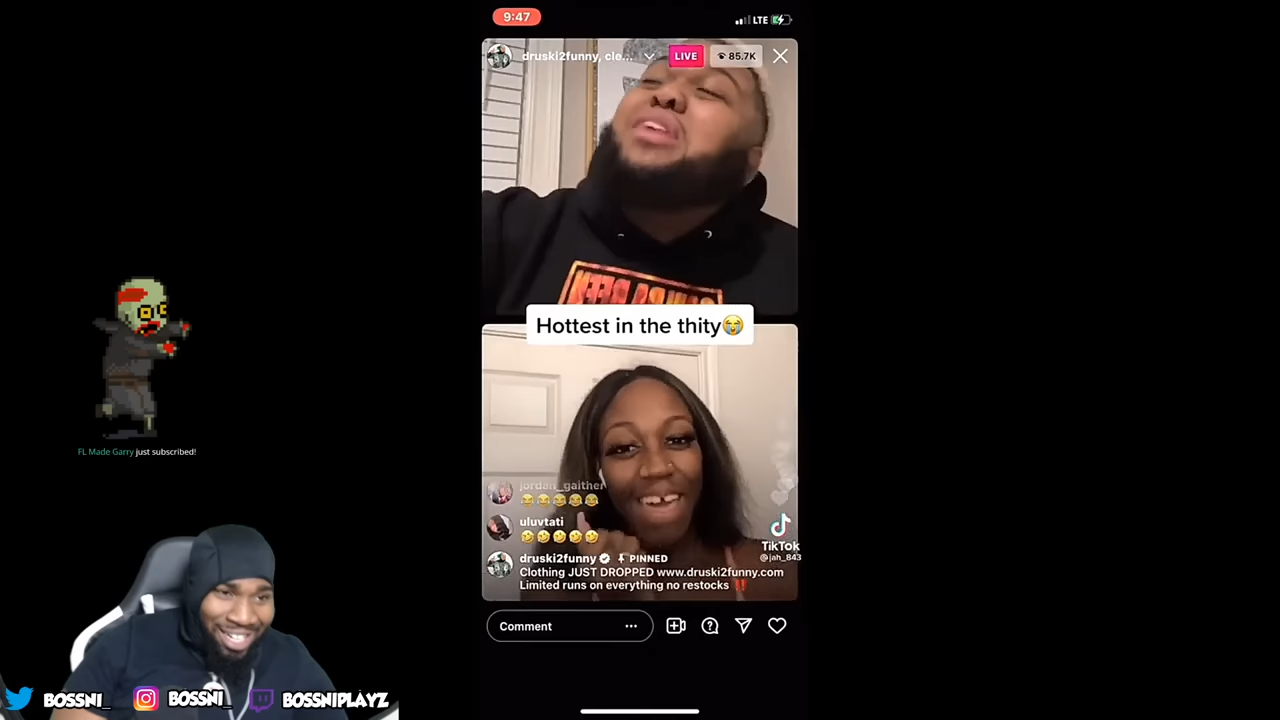 9:47
LTE
druski2funny, cle...
LIVE
85.7K
Hottest in the thity😭
jordan_gaither
😂😂😂😂😂
uluvtati
🤣🤣🤣🤣🤣
druski2funny PINNED
Clothing JUST DROPPED www.druski2funny.com
Limited runs on everything no restocks ‼️
TikTok
@jah_843
Comment ...
FL Made Garry just subscribed!
BOSSNI_
BOSSNI_
BOSSNIPLAYZ